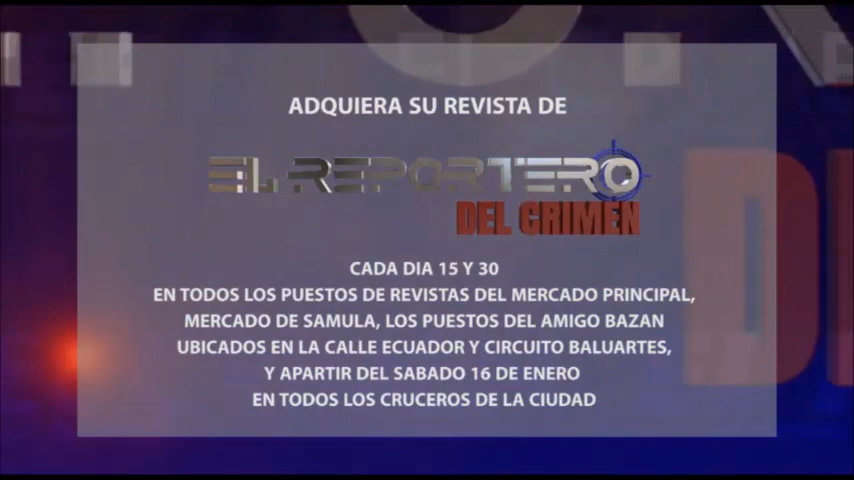 ADQUIERA SU REVISTA DE
EL REPORTERO
DEL CRIMEN
CADA DIA 15 Y 30
EN TODOS LOS PUESTOS DE REVISTAS DEL MERCADO PRINCIPAL,
MERCADO DE SAMULA, LOS PUESTOS DEL AMIGO BAZAN
UBICADOS EN LA CALLE ECUADOR Y CIRCUITO BALUARTES,
Y APARTIR DEL SABADO 16 DE ENERO
EN TODOS LOS CRUCEROS DE LA CIUDAD